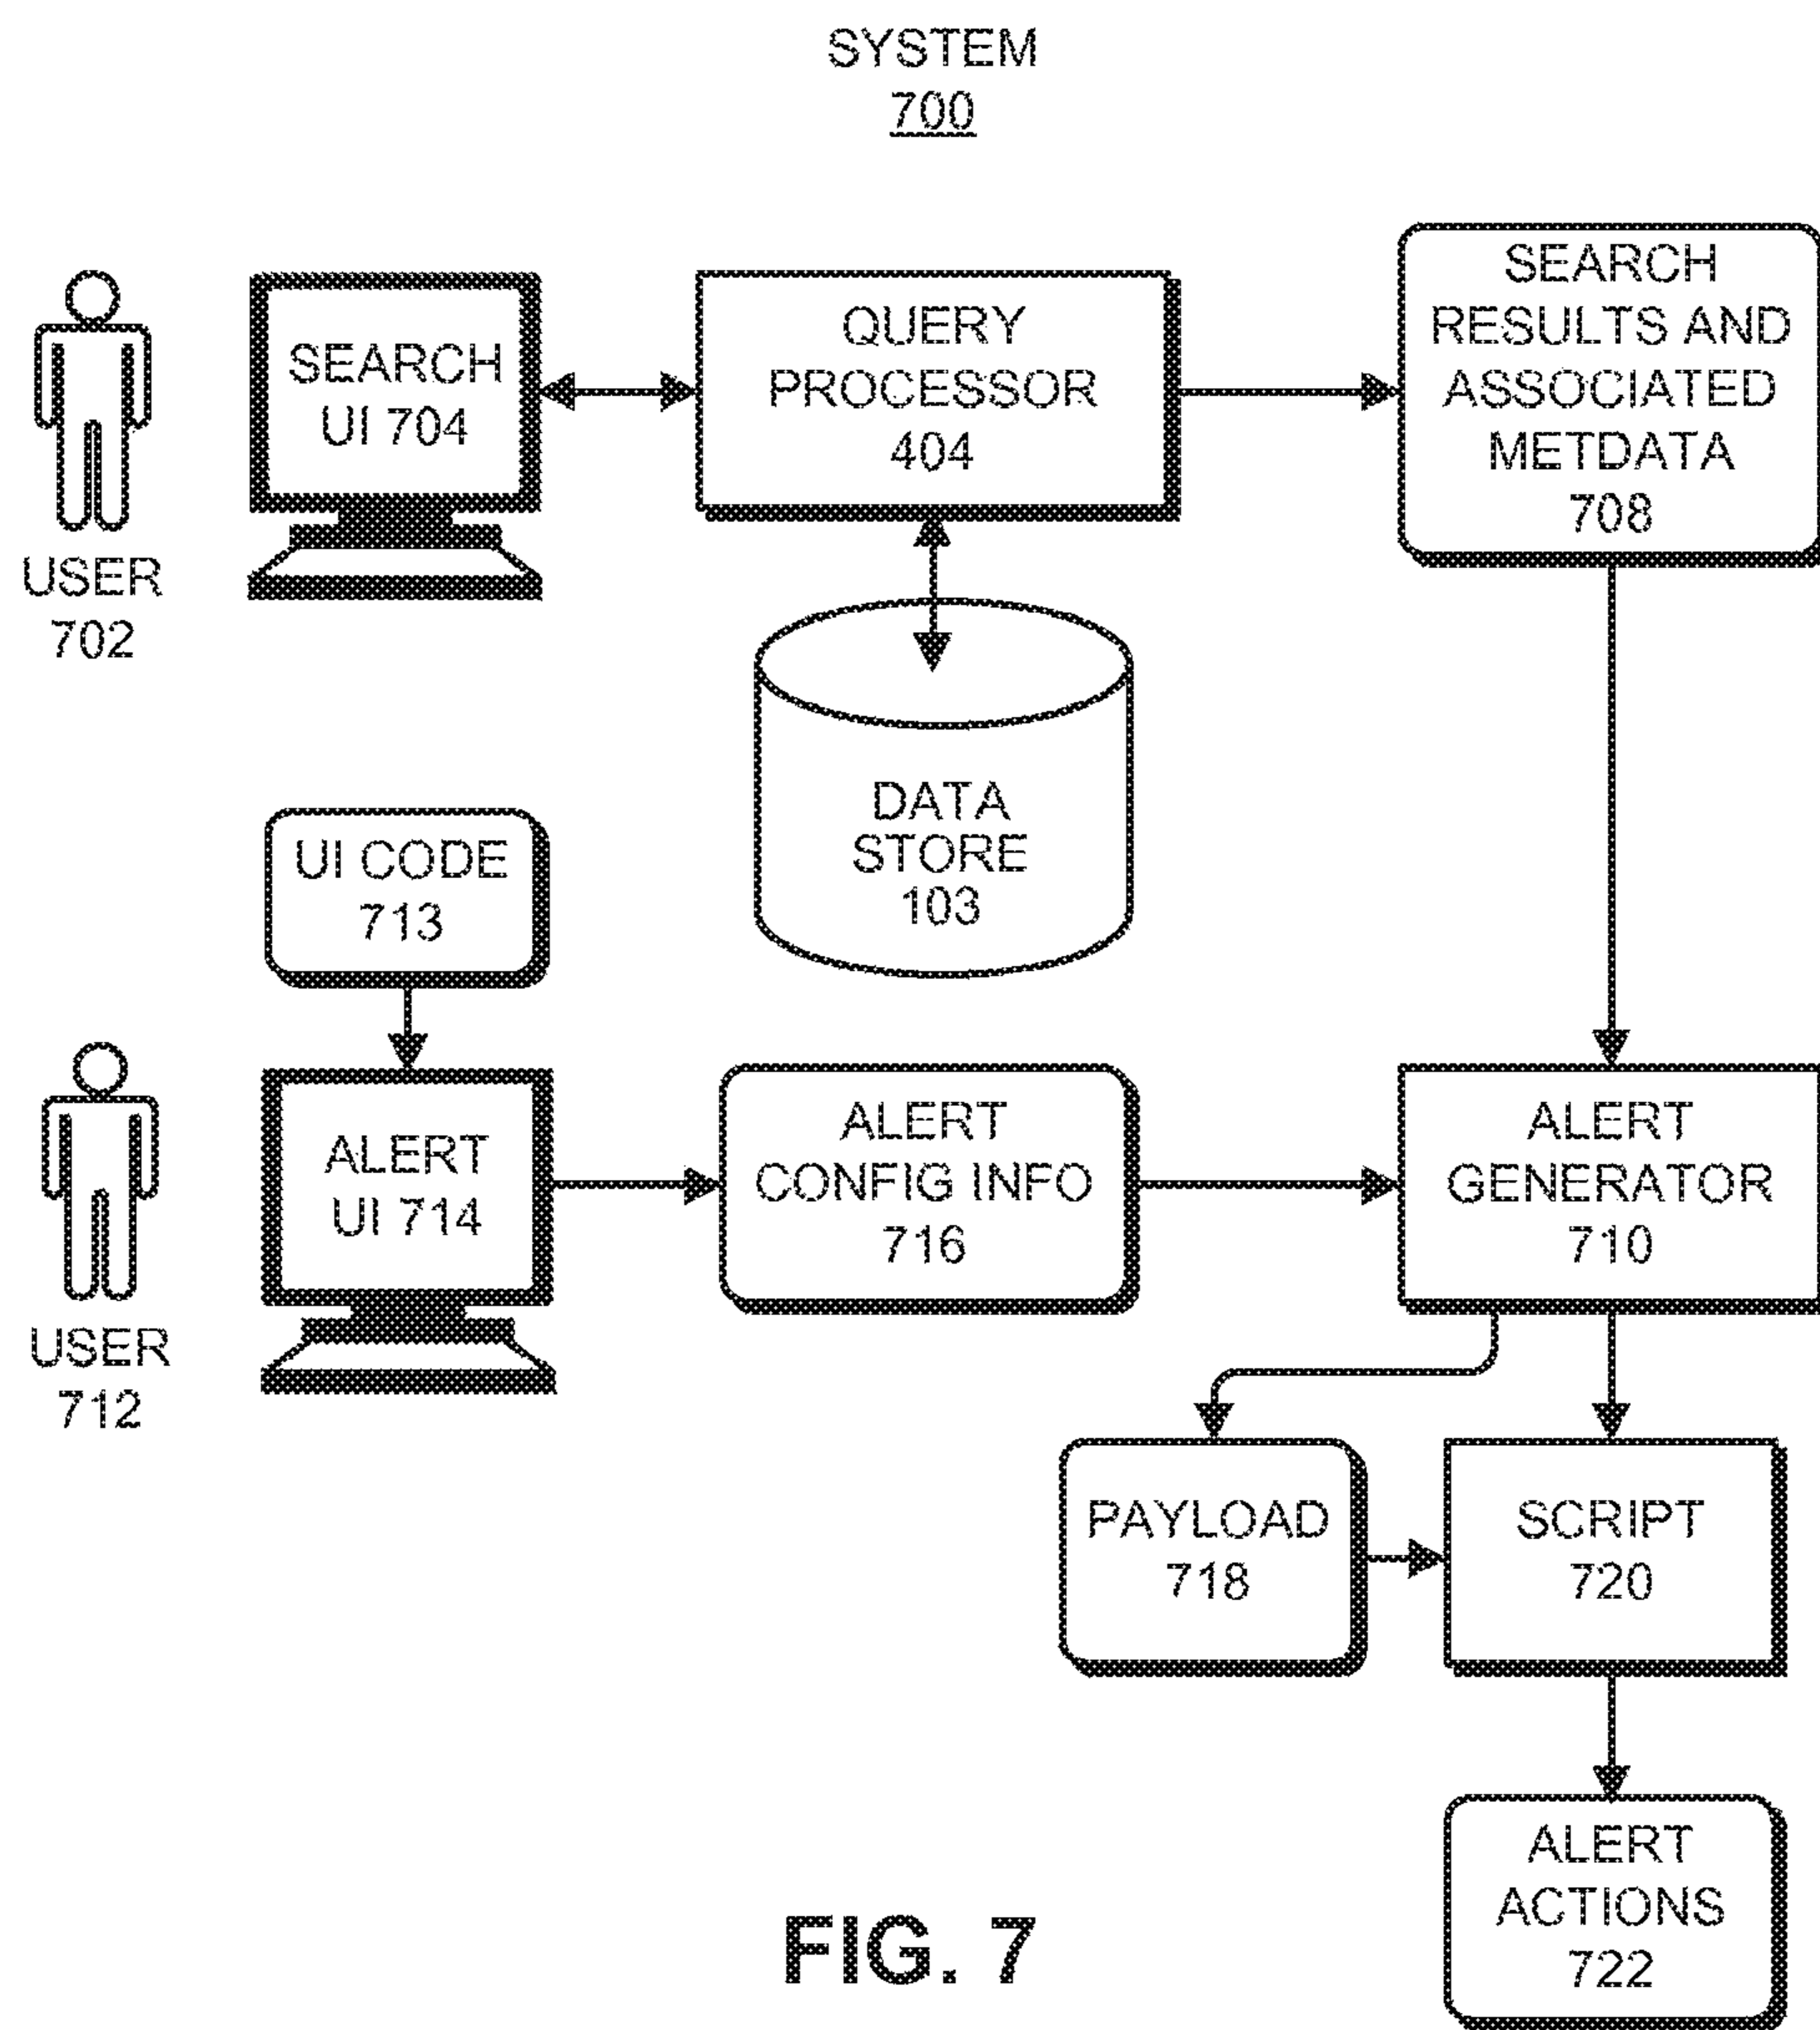 SYSTEM
700
SEARCH
UI 704
USER
702
QUERY
PROCESSOR
404
SEARCH
RESULTS AND
ASSOCIATED
METDATA
708
DATA
STORE
103
UI CODE
713
ALERT
UI 714
USER
712
ALERT
CONFIG INFO
716
ALERT
GENERATOR
710
PAYLOAD
718
SCRIPT
720
ALERT
ACTIONS
722
FIG. 7